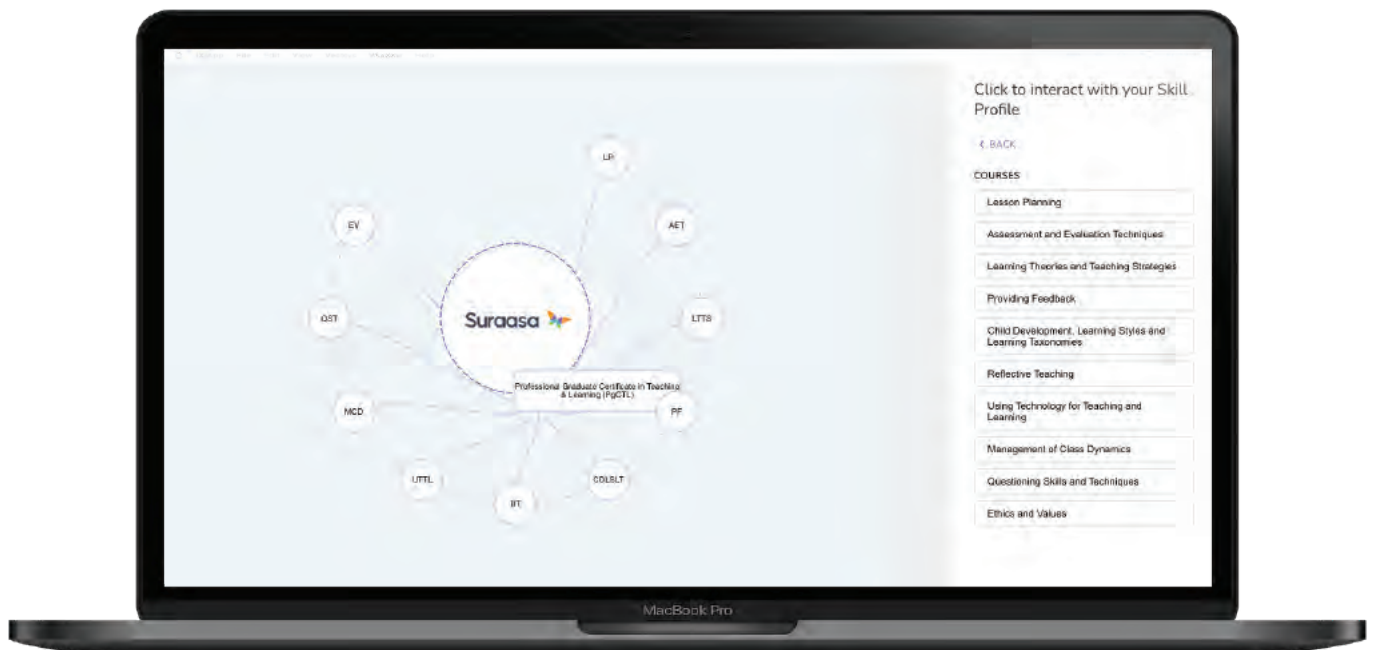 LP
EV
AET
Suraasa
QST
LTTS
Professional Graduate Certificate in Teaching
& Learning (PgCTL)
MCD
PF
UTTL
CDLSLT
RT
Click to interact with your Skill
Profile
BACK
COURSES
Lesson Planning
Assessment and Evaluation Techniques
Learning Theories and Teaching Strategies
Providing Feedback
Child Development, Learning Styles and
Learning Taxonomies
Reflective Teaching
Using Technology for Teaching and
Learning
Management of Class Dynamics
Questioning Skills and Techniques
Ethics and Values
MacBook Pro